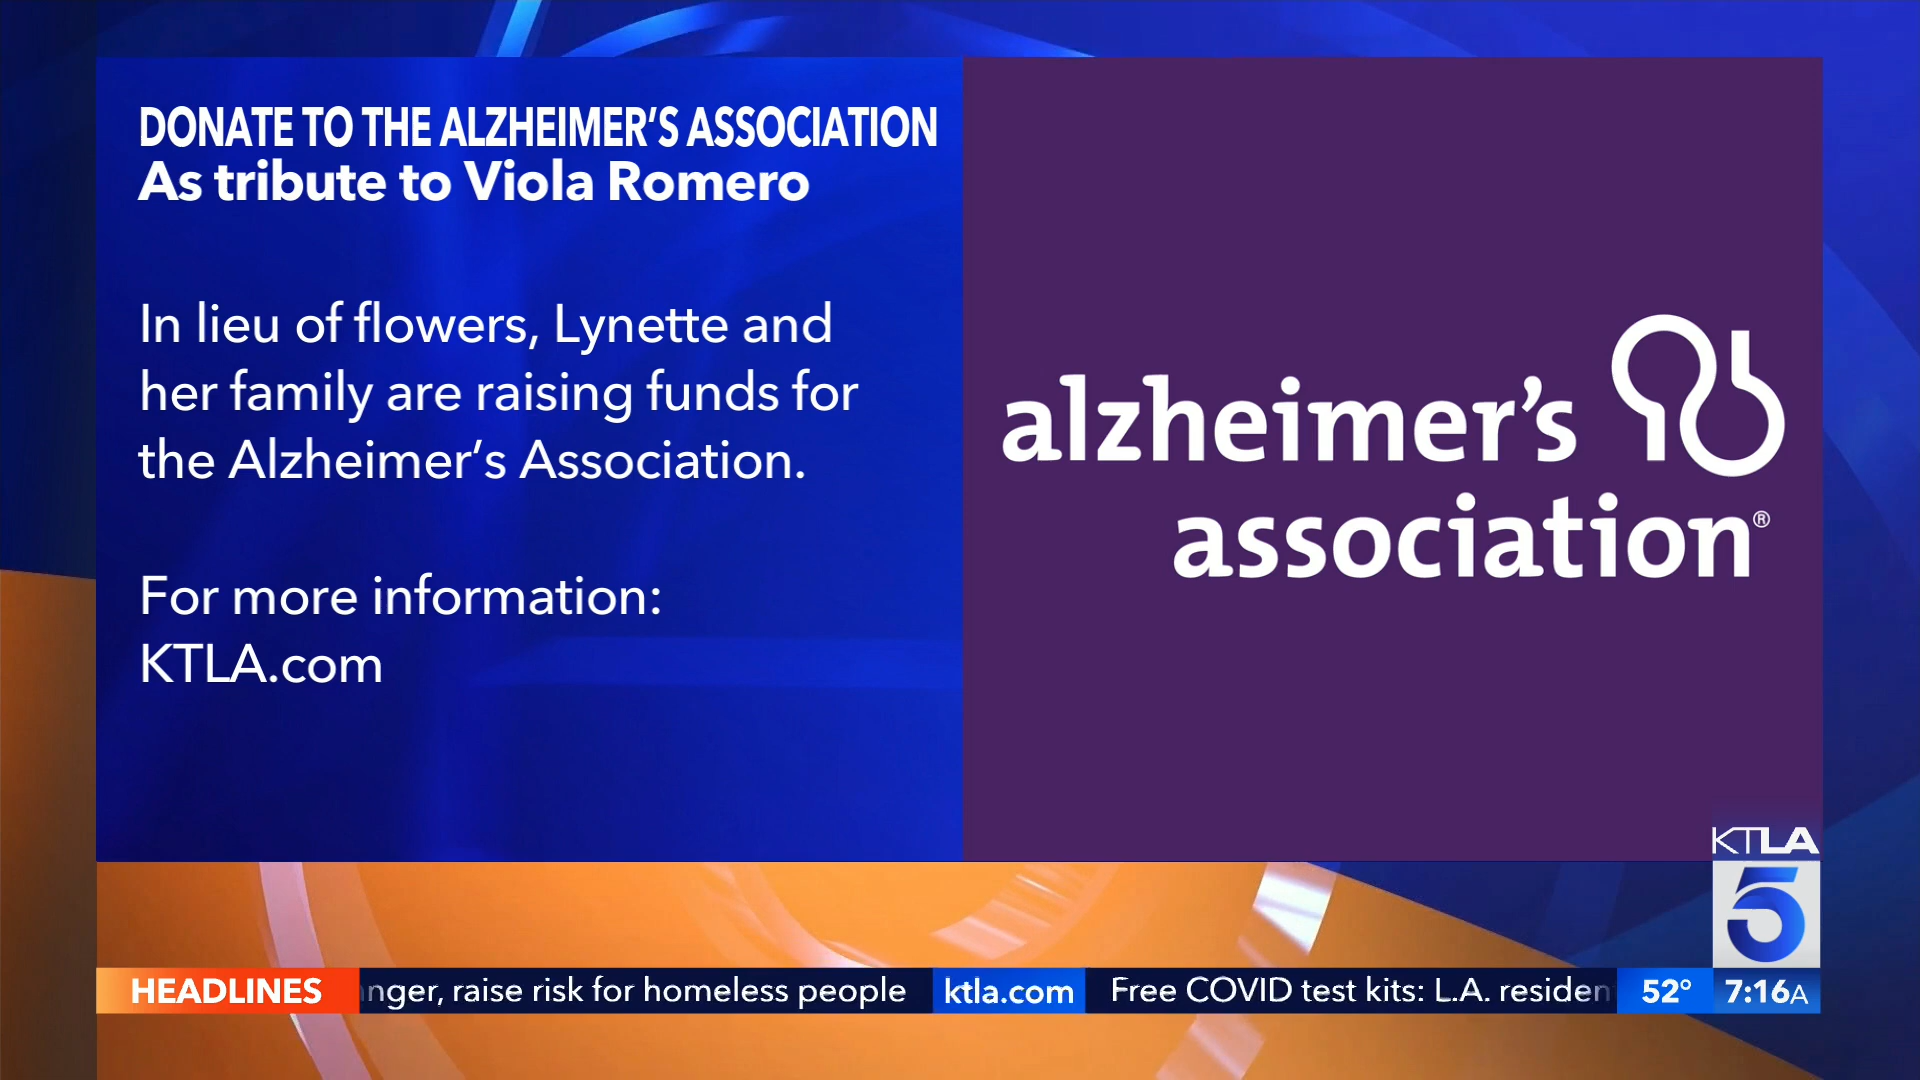 DONATE TO THE ALZHEIMER'S ASSOCIATION
As tribute to Viola Romero
In lieu of flowers, Lynette and
her family are raising funds for
the Alzheimer's Association.
For more information:
KTLA.com
alzheimer's
association®
KTLA
5
HEADLINES nger, raise risk for homeless people ktla.com Free COVID test kits: L.A. residen 52° 7:16A